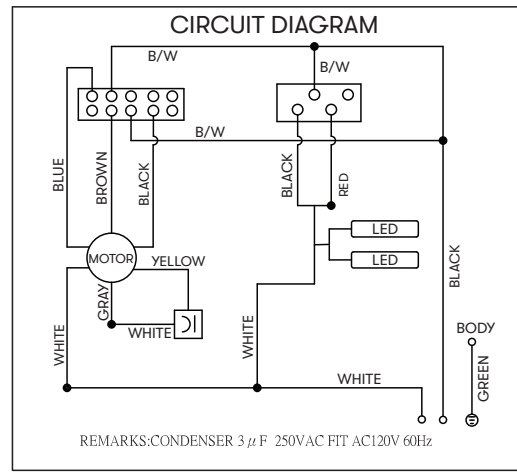 CIRCUIT DIAGRAM
B/W
B/W
B/W
BLUE
BROWN
BLACK
BLACK
RED
LED
LED
MOTOR
YELLOW
GRAY
WHITE
WHITE
WHITE
BLACK
BODY
GREEN
WHITE
REMARKS:CONDENSER 3 μ F 250VAC FIT AC120V 60Hz